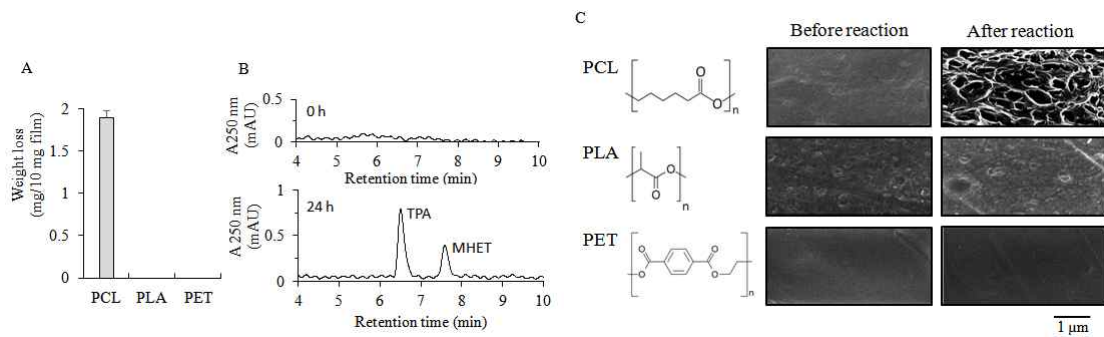 A
Weight loss
(mg/10 mg film)
2
1.5
1
0.5
0
PCL PLA PET
B
A250 nm
(mAU)
0.5
0
0 h
4 5 6 7 8 9 10
Retention time (min)
A 250 nm
(mAU)
1
0.5
0
24 h
TPA
MHET
4 5 6 7 8 9 10
Retention time (min)
C
Before reaction After reaction
PCL
O
O
n
PLA
O
O
n
PET
O
O
O
O
n
1 μm